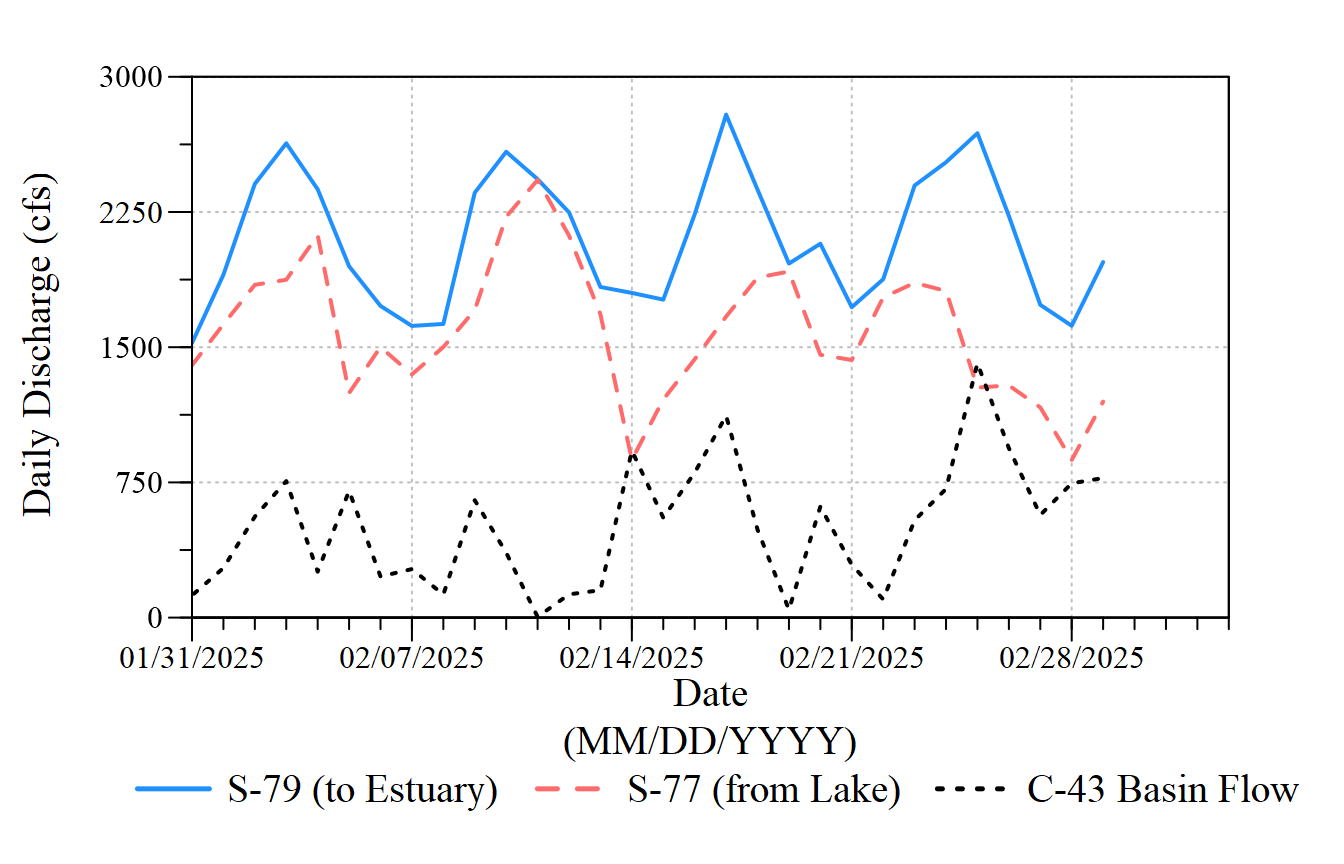 3000
2250
1500
750
0
Daily Discharge (cfs)
01/31/2025 02/07/2025 02/14/2025 02/21/2025 02/28/2025
Date
(MM/DD/YYYY)
S-79 (to Estuary) S-77 (from Lake) C-43 Basin Flow